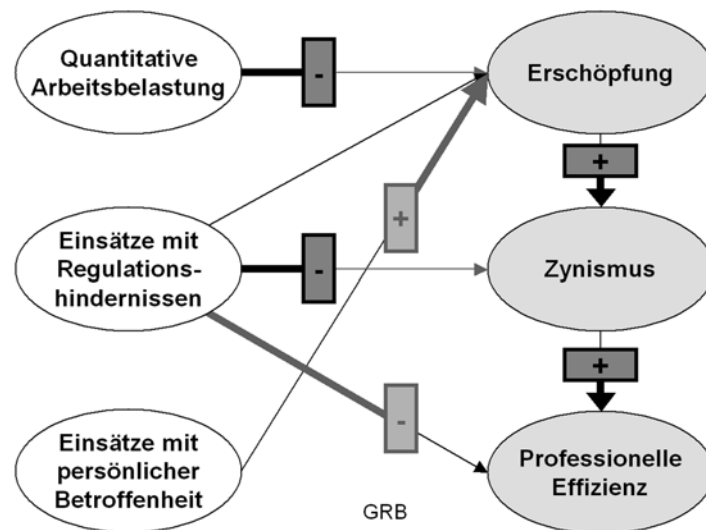 Quantitative
Arbeitsbelastung
-
Erschöpfung
+
+
Einsätze mit
Regulations-
hindernissen
-
Zynismus
+
-
Einsätze mit
persönlicher
Betroffenheit
Professionelle
Effizienz
GRB